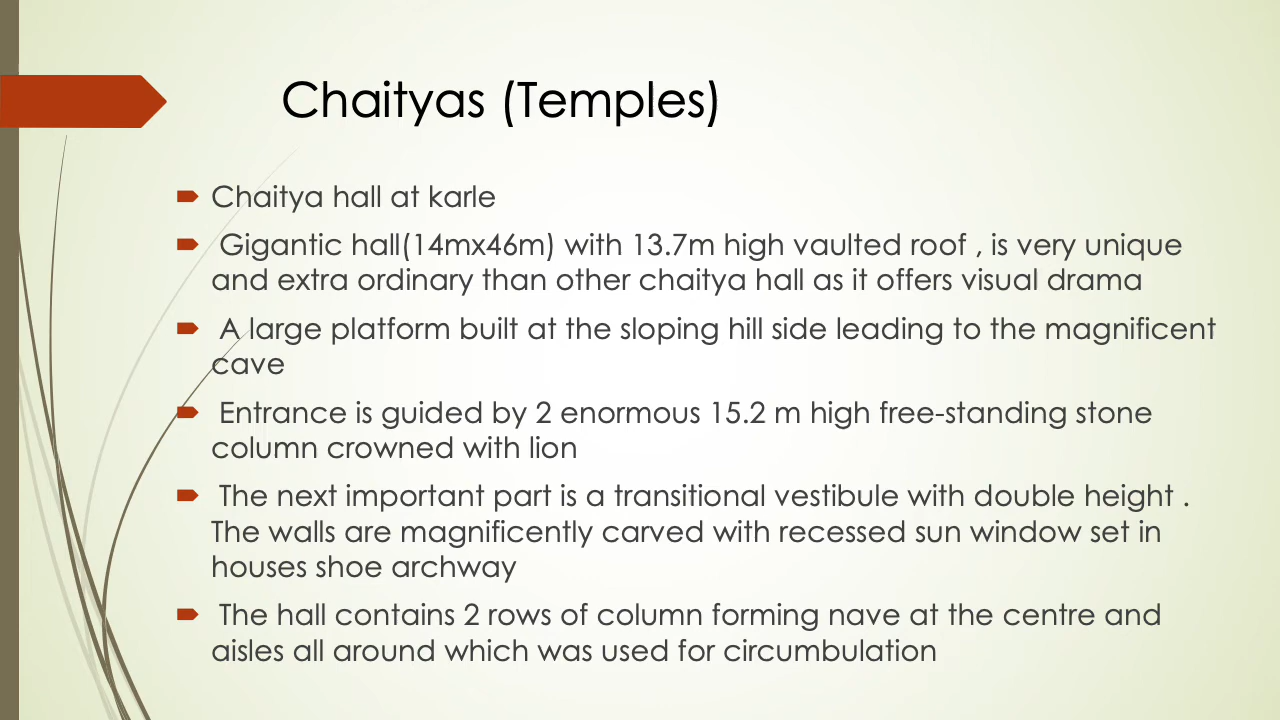 Chaityas (Temples)
Chaitya hall at karle
Gigantic hall(14mx46m) with 13.7m high vaulted roof , is very unique
and extra ordinary than other chaitya hall as it offers visual drama
A large platform built at the sloping hill side leading to the magnificent
cave
Entrance is guided by 2 enormous 15.2 m high free-standing stone
column crowned with lion
The next important part is a transitional vestibule with double height .
The walls are magnificently carved with recessed sun window set in
houses shoe archway
The hall contains 2 rows of column forming nave at the centre and
aisles all around which was used for circumbulation